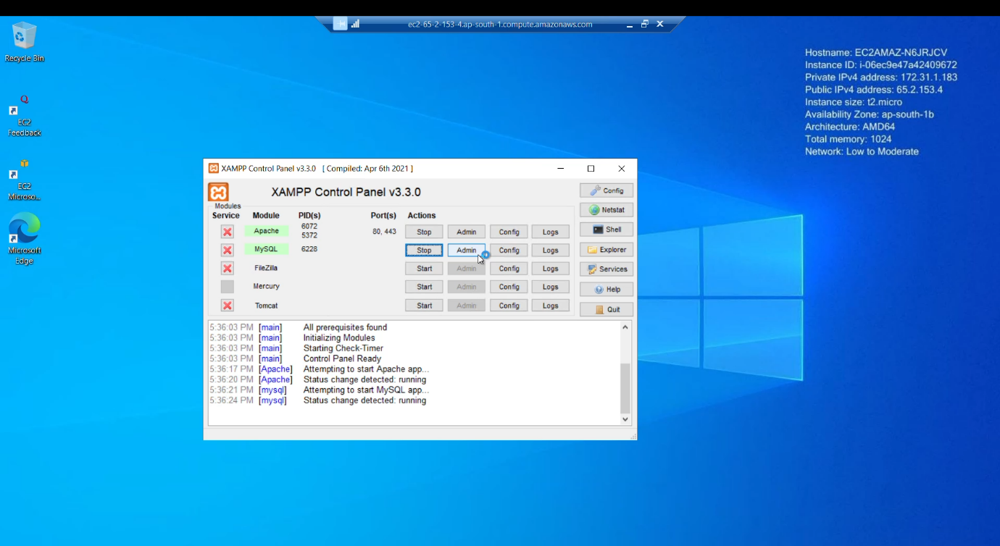 ec2-65-2-153-4.ap-south-1.compute.amazonaws.com
Recycle Bin
EC2
Feedback
EC2
Microso...
Microsoft
Edge
Hostname: EC2AMAZ-N6JRJCV
Instance ID: i-06ec9e47a42409672
Private IPv4 address: 172.31.1.183
Public IPv4 address: 65.2.153.4
Instance size: t2.micro
Availability Zone: ap-south-1b
Architecture: AMD64
Total memory: 1024
Network: Low to Moderate
XAMPP Control Panel v3.3.0 [ Compiled: Apr 6th 2021 ]
XAMPP Control Panel v3.3.0
Config
Modules
Netstat
Service Module PID(s) Port(s) Actions
Apache 6072 5372 80, 443 Stop Admin Config Logs
Shell
MySQL 6228 Stop Admin Config Logs
Explorer
FileZilla Start Admin Config Logs
Services
Mercury Start Admin Config Logs
Help
Tomcat Start Admin Config Logs
Quit
5:36:03 PM [main] All prerequisites found
5:36:03 PM [main] Initializing Modules
5:36:03 PM [main] Starting Check-Timer
5:36:03 PM [main] Control Panel Ready
5:36:17 PM [Apache] Attempting to start Apache app...
5:36:20 PM [Apache] Status change detected: running
5:36:21 PM [mysql] Attempting to start MySQL app...
5:36:24 PM [mysql] Status change detected: running